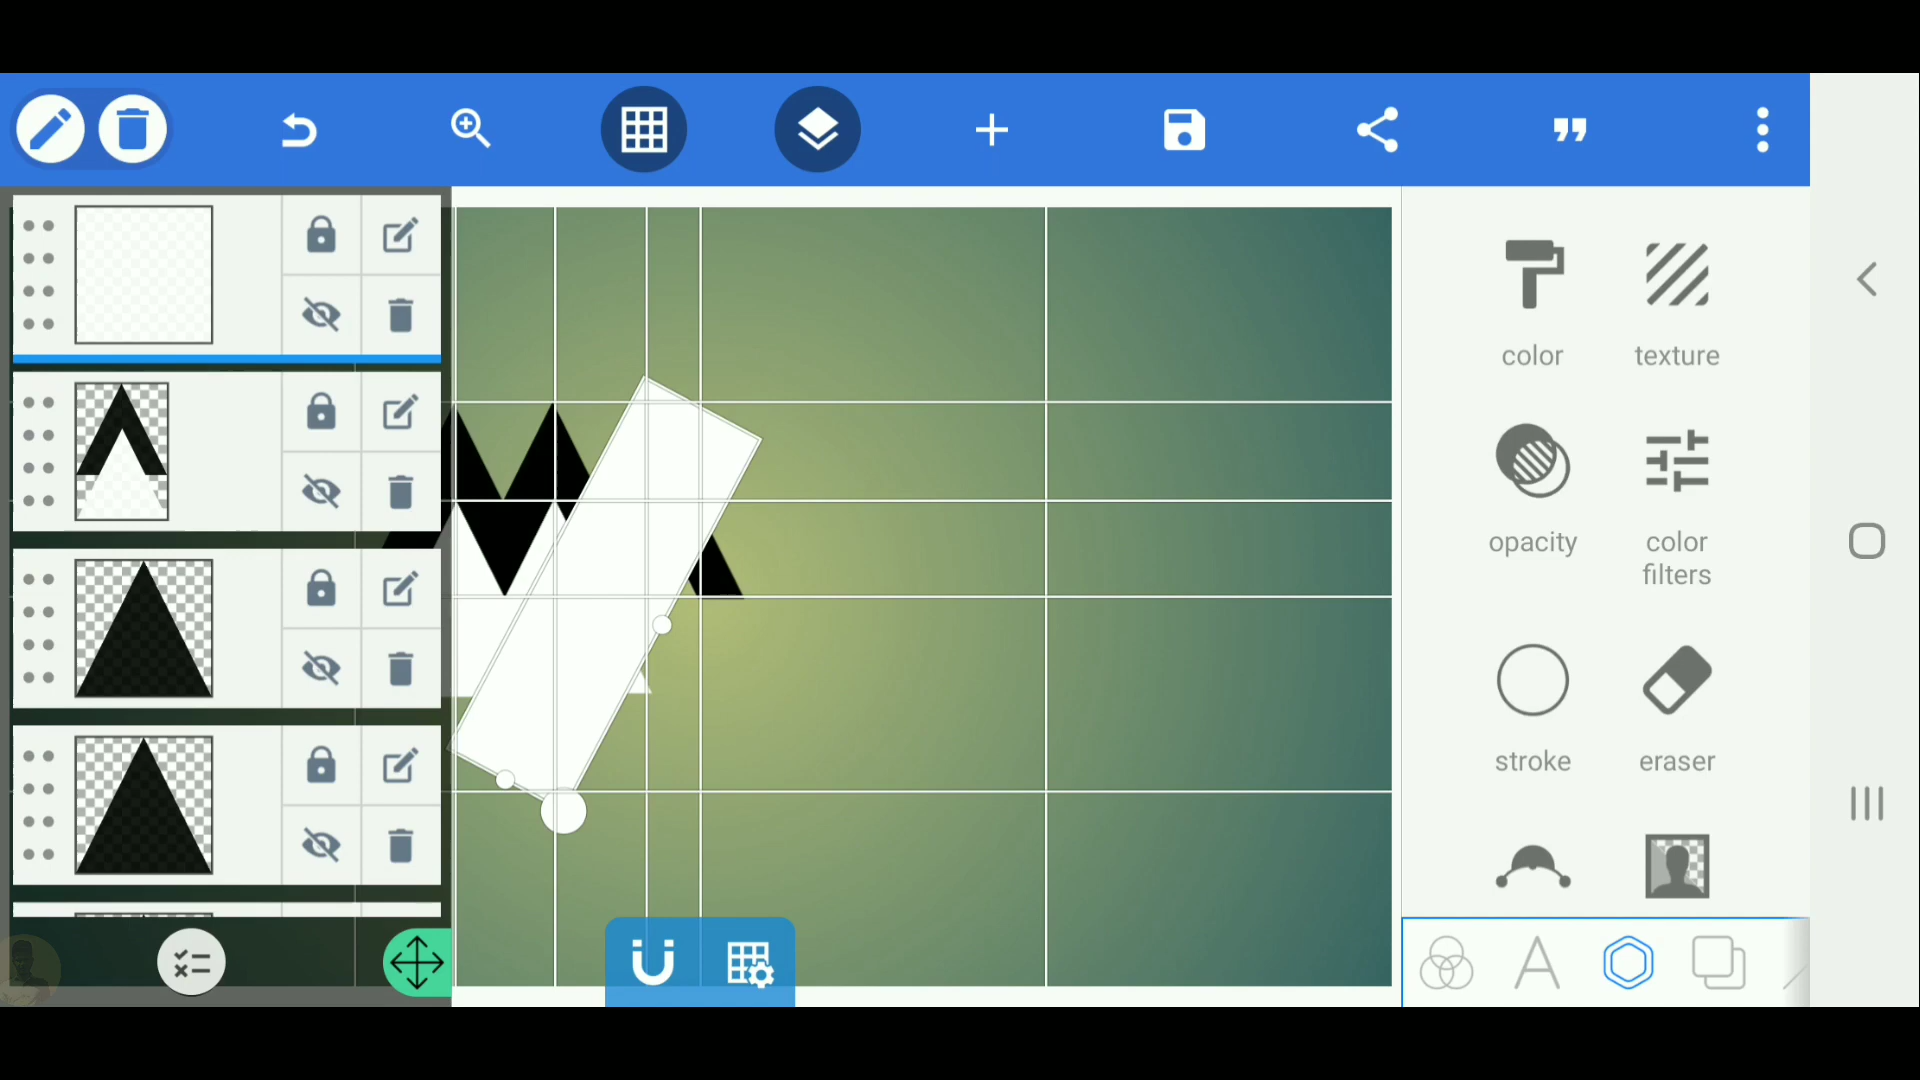 color
texture
opacity
color
filters
stroke
eraser